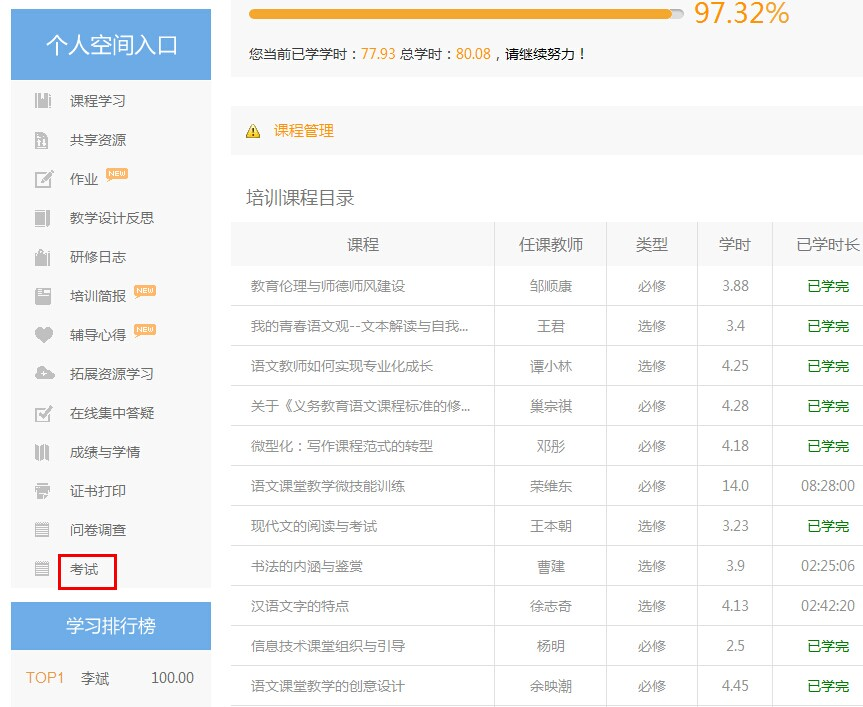 个人空间入口
课程学习
共享资源
作业 NEW
教学设计反思
研修日志
培训简报 NEW
辅导心得 NEW
拓展资源学习
在线集中答疑
成绩与学情
证书打印
问卷调查
考试
学习排行榜
TOP1 李斌 100.00
97.32%
您当前已学学时：77.93 总学时：80.08，请继续努力！
课程管理
培训课程目录
课程 任课教师 类型 学时 已学时长
教育伦理与师德师风建设 邹顺康 必修 3.88 已学完
我的青春语文观--文本解读与自我... 王君 选修 3.4 已学完
语文教师如何实现专业化成长 谭小林 选修 4.25 已学完
关于《义务教育语文课程标准的修... 巢宗祺 必修 4.28 已学完
微型化：写作课程范式的转型 邓彤 必修 4.18 已学完
语文课堂教学微技能训练 荣维东 必修 14.0 08:28:00
现代文的阅读与考试 王本朝 选修 3.23 已学完
书法的内涵与鉴赏 曹建 选修 3.9 02:25:06
汉语文字的特点 徐志奇 选修 4.13 02:42:20
信息技术课堂组织与引导 杨明 必修 2.5 已学完
语文课堂教学的创意设计 余映潮 必修 4.45 已学完